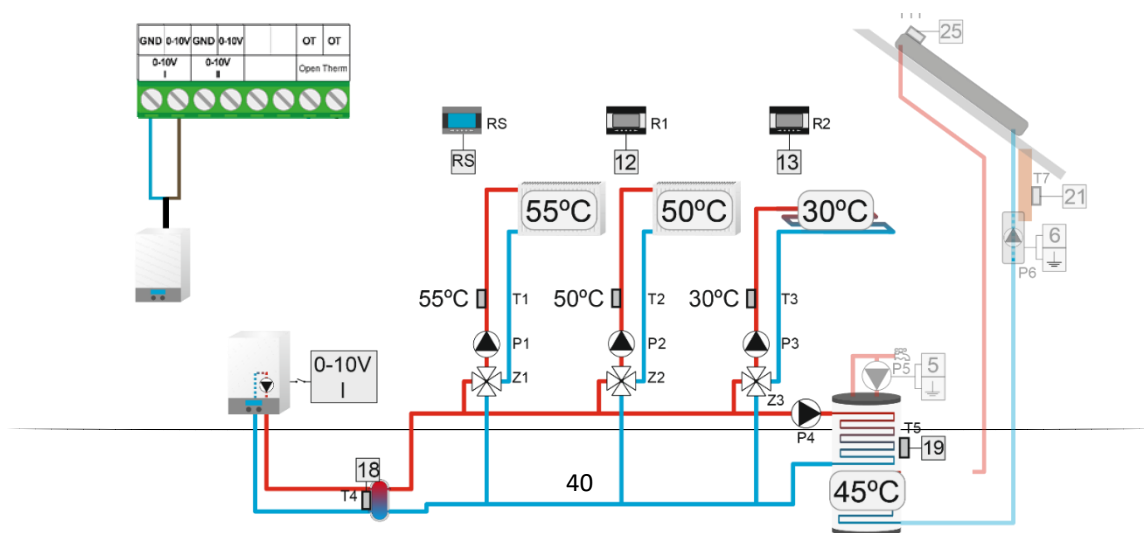 GND 0-10V GND 0-10V OT OT
0-10V 0-10V Open Therm
I II
25
RS R1 R2
RS 12 13
T7
21
55ºC 50ºC 30ºC
6
P6
55ºC T1 50ºC T2 30ºC T3
P1 P2 P3
0-10V
I
P5 5
Z1 Z2 Z3
P4
T5
19
18
T4
40
45ºC